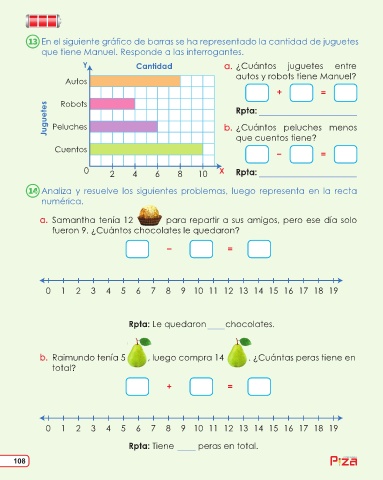 13 En el siguiente gráfico de barras se ha representado la cantidad de juguetes
que tiene Manuel. Responde a las interrogantes.
Y Cantidad
Juguetes
Autos
Robots
Peluches
Cuentos
0 2 4 6 8 10 X
a. ¿Cuántos juguetes entre
autos y robots tiene Manuel?
+ =
Rpta:
b. ¿Cuántos peluches menos
que cuentos tiene?
– =
Rpta:
14 Analiza y resuelve los siguientes problemas, luego representa en la recta
numérica.
a. Samantha tenía 12 para repartir a sus amigos, pero ese día solo
fueron 9. ¿Cuántos chocolates le quedaron?
– =
0 1 2 3 4 5 6 7 8 9 10 11 12 13 14 15 16 17 18 19
Rpta: Le quedaron ____ chocolates.
b. Raimundo tenía 5 , luego compra 14 . ¿Cuántas peras tiene en
total?
+ =
0 1 2 3 4 5 6 7 8 9 10 11 12 13 14 15 16 17 18 19
Rpta: Tiene ____ peras en total.
108